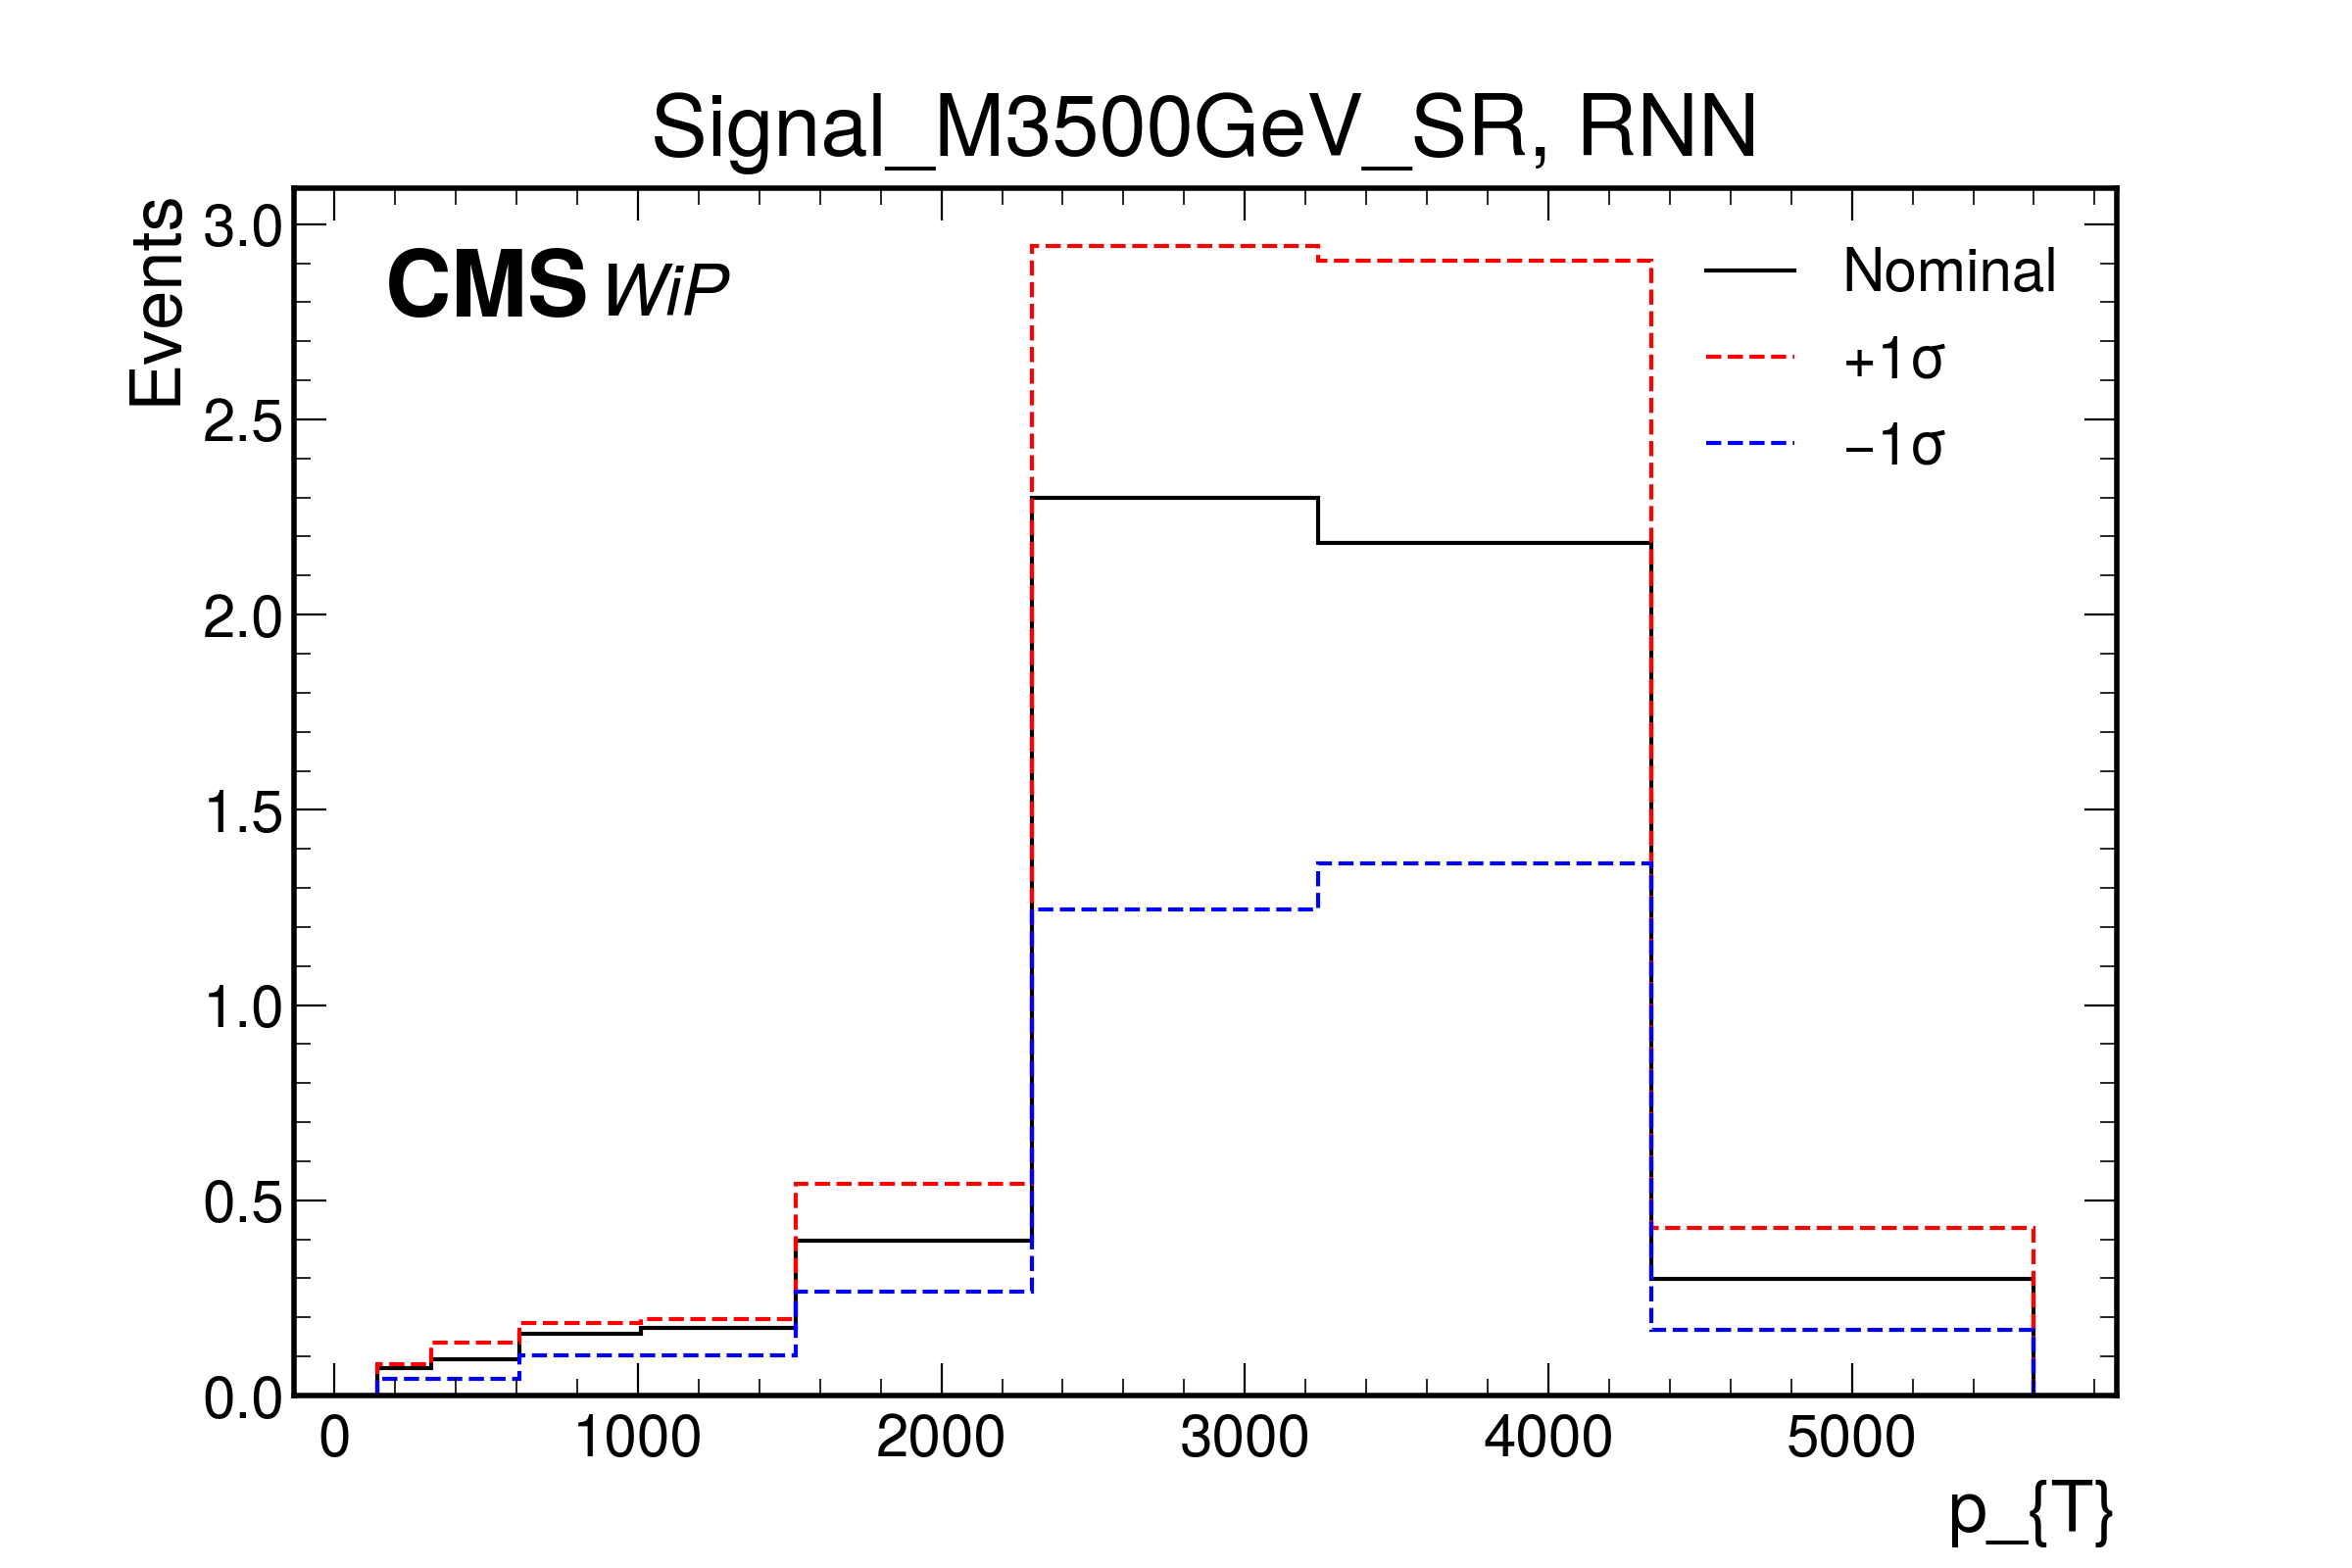 Signal_M3500GeV_SR, RNN
Events
CMS WiP
Nominal
+1σ
−1σ
3.0
2.5
2.0
1.5
1.0
0.5
0.0
0 1000 2000 3000 4000 5000
p_{T}